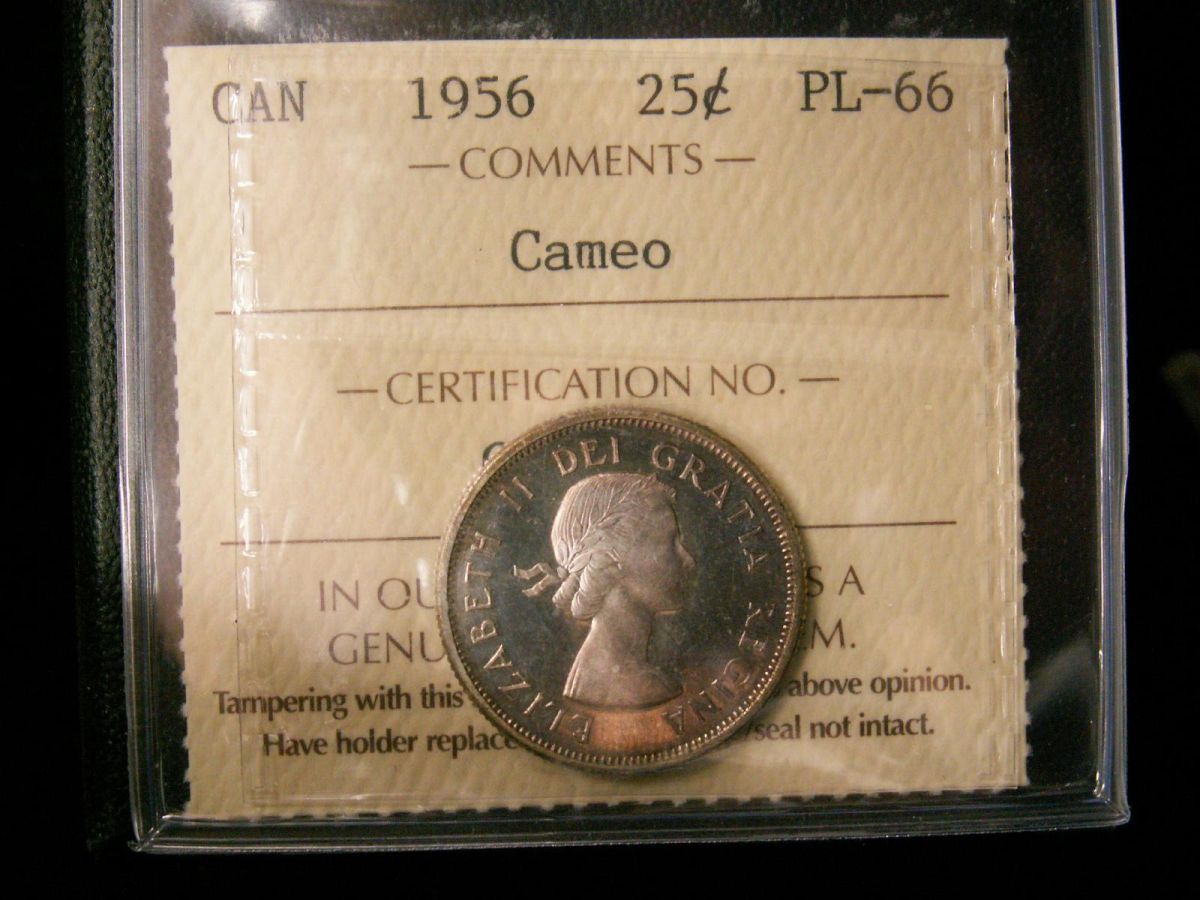 CAN 1956 25¢ PL-66
— COMMENTS —
Cameo
— CERTIFICATION NO. —
IN OU S A
GENU M.
Tampering with this above opinion.
Have holder replace /seal not intact.
ELIZABETH II DEI GRATIA REGINA